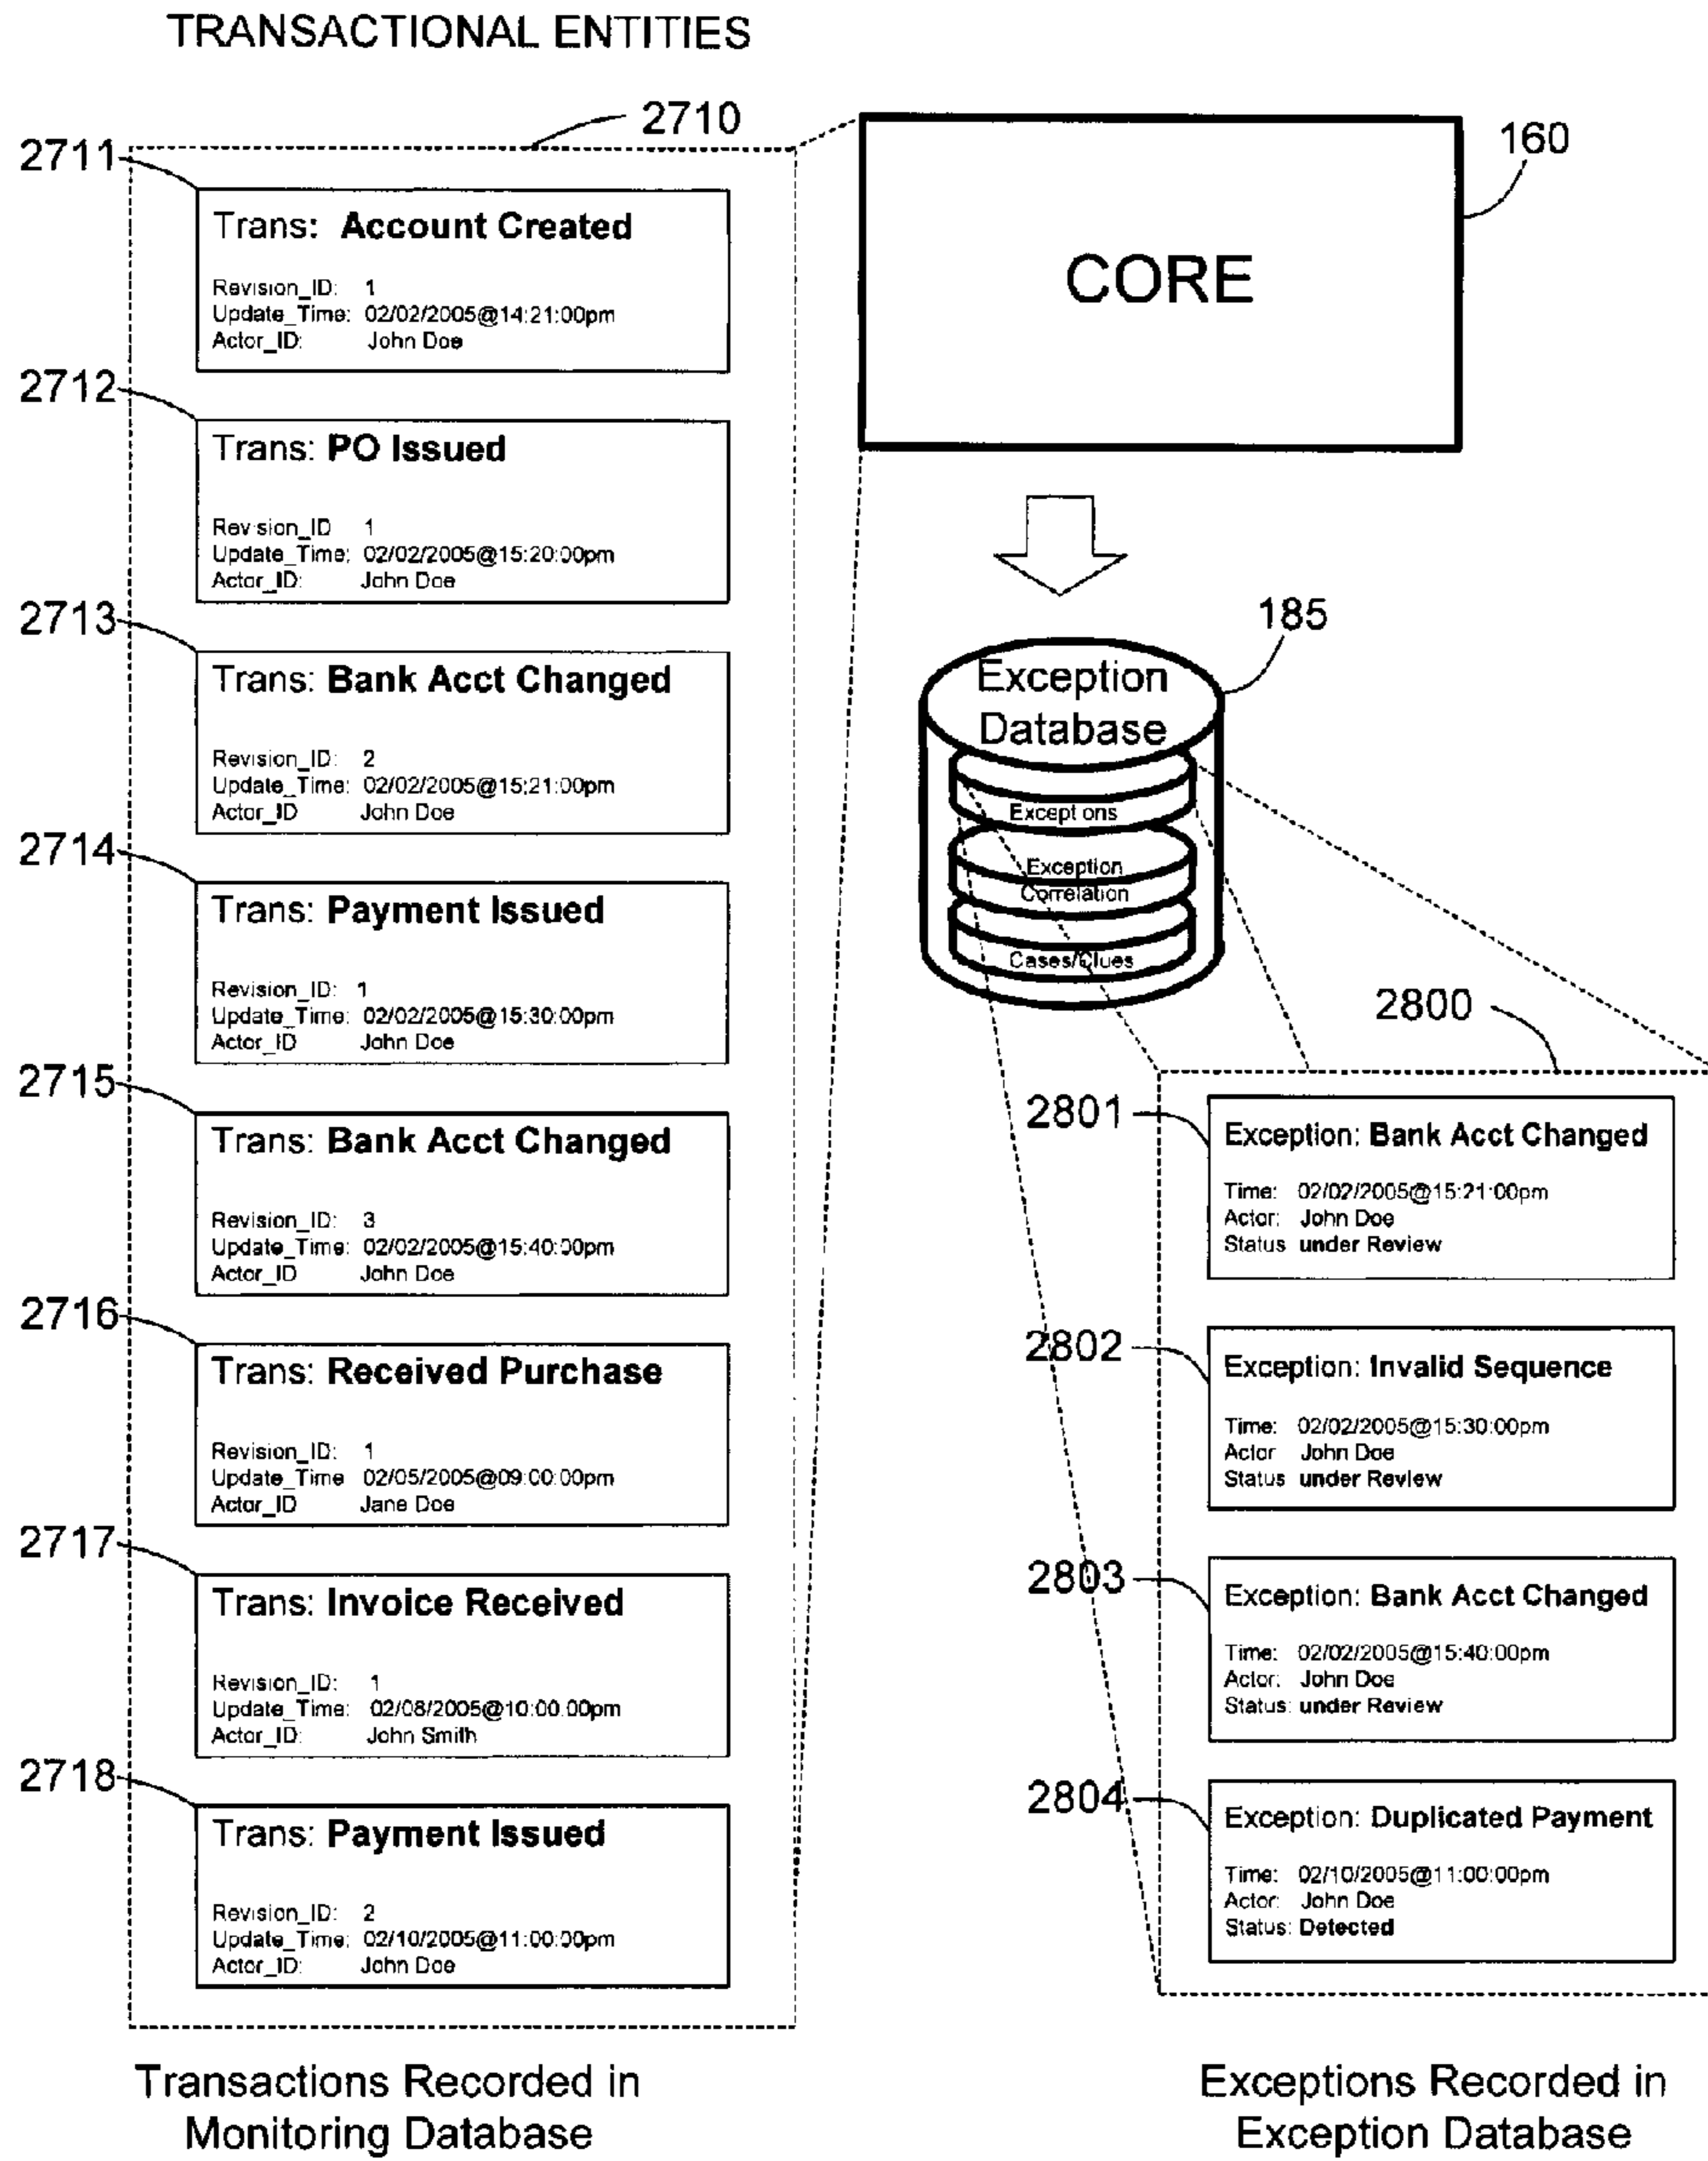 TRANSACTIONAL ENTITIES
2710
2711
Trans: Account Created
Revision_ID: 1
Update_Time: 02/02/2005@14:21:00pm
Actor_ID: John Doe
2712
Trans: PO Issued
Revision_ID 1
Update_Time: 02/02/2005@15:20:00pm
Actor_ID: John Doe
2713
Trans: Bank Acct Changed
Revision_ID: 2
Update_Time: 02/02/2005@15:21:00pm
Actor_ID John Doe
2714
Trans: Payment Issued
Revision_ID: 1
Update_Time: 02/02/2005@15:30:00pm
Actor_ID John Doe
2715
Trans: Bank Acct Changed
Revision_ID: 3
Update_Time: 02/02/2005@15:40:00pm
Actor_ID John Doe
2716
Trans: Received Purchase
Revision_ID: 1
Update_Time 02/05/2005@09:00:00pm
Actor_ID Jane Doe
2717
Trans: Invoice Received
Revision_ID: 1
Update_Time: 02/08/2005@10:00:00pm
Actor_ID: John Smith
2718
Trans: Payment Issued
Revision_ID: 2
Update_Time: 02/10/2005@11:00:00pm
Actor_ID: John Doe
Transactions Recorded in
Monitoring Database
160
CORE
185
Exception
Database
Exceptions
Exception
Correlation
Cases/Clues
2800
2801
Exception: Bank Acct Changed
Time: 02/02/2005@15:21:00pm
Actor: John Doe
Status under Review
2802
Exception: Invalid Sequence
Time: 02/02/2005@15:30:00pm
Actor John Doe
Status under Review
2803
Exception: Bank Acct Changed
Time: 02/02/2005@15:40:00pm
Actor: John Doe
Status: under Review
2804
Exception: Duplicated Payment
Time: 02/10/2005@11:00:00pm
Actor: John Doe
Status: Detected
Exceptions Recorded in
Exception Database